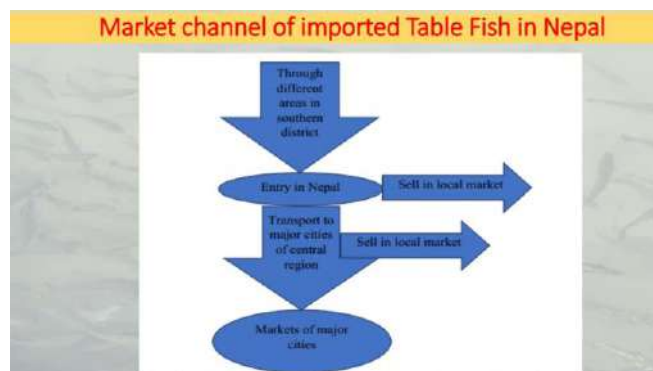 Market channel of imported Table Fish in Nepal
Through
different
areas in
southern
district
Entry in Nepal
Sell in local market
Transport to
major cities
of central
region
Sell in local market
Markets of major
cities